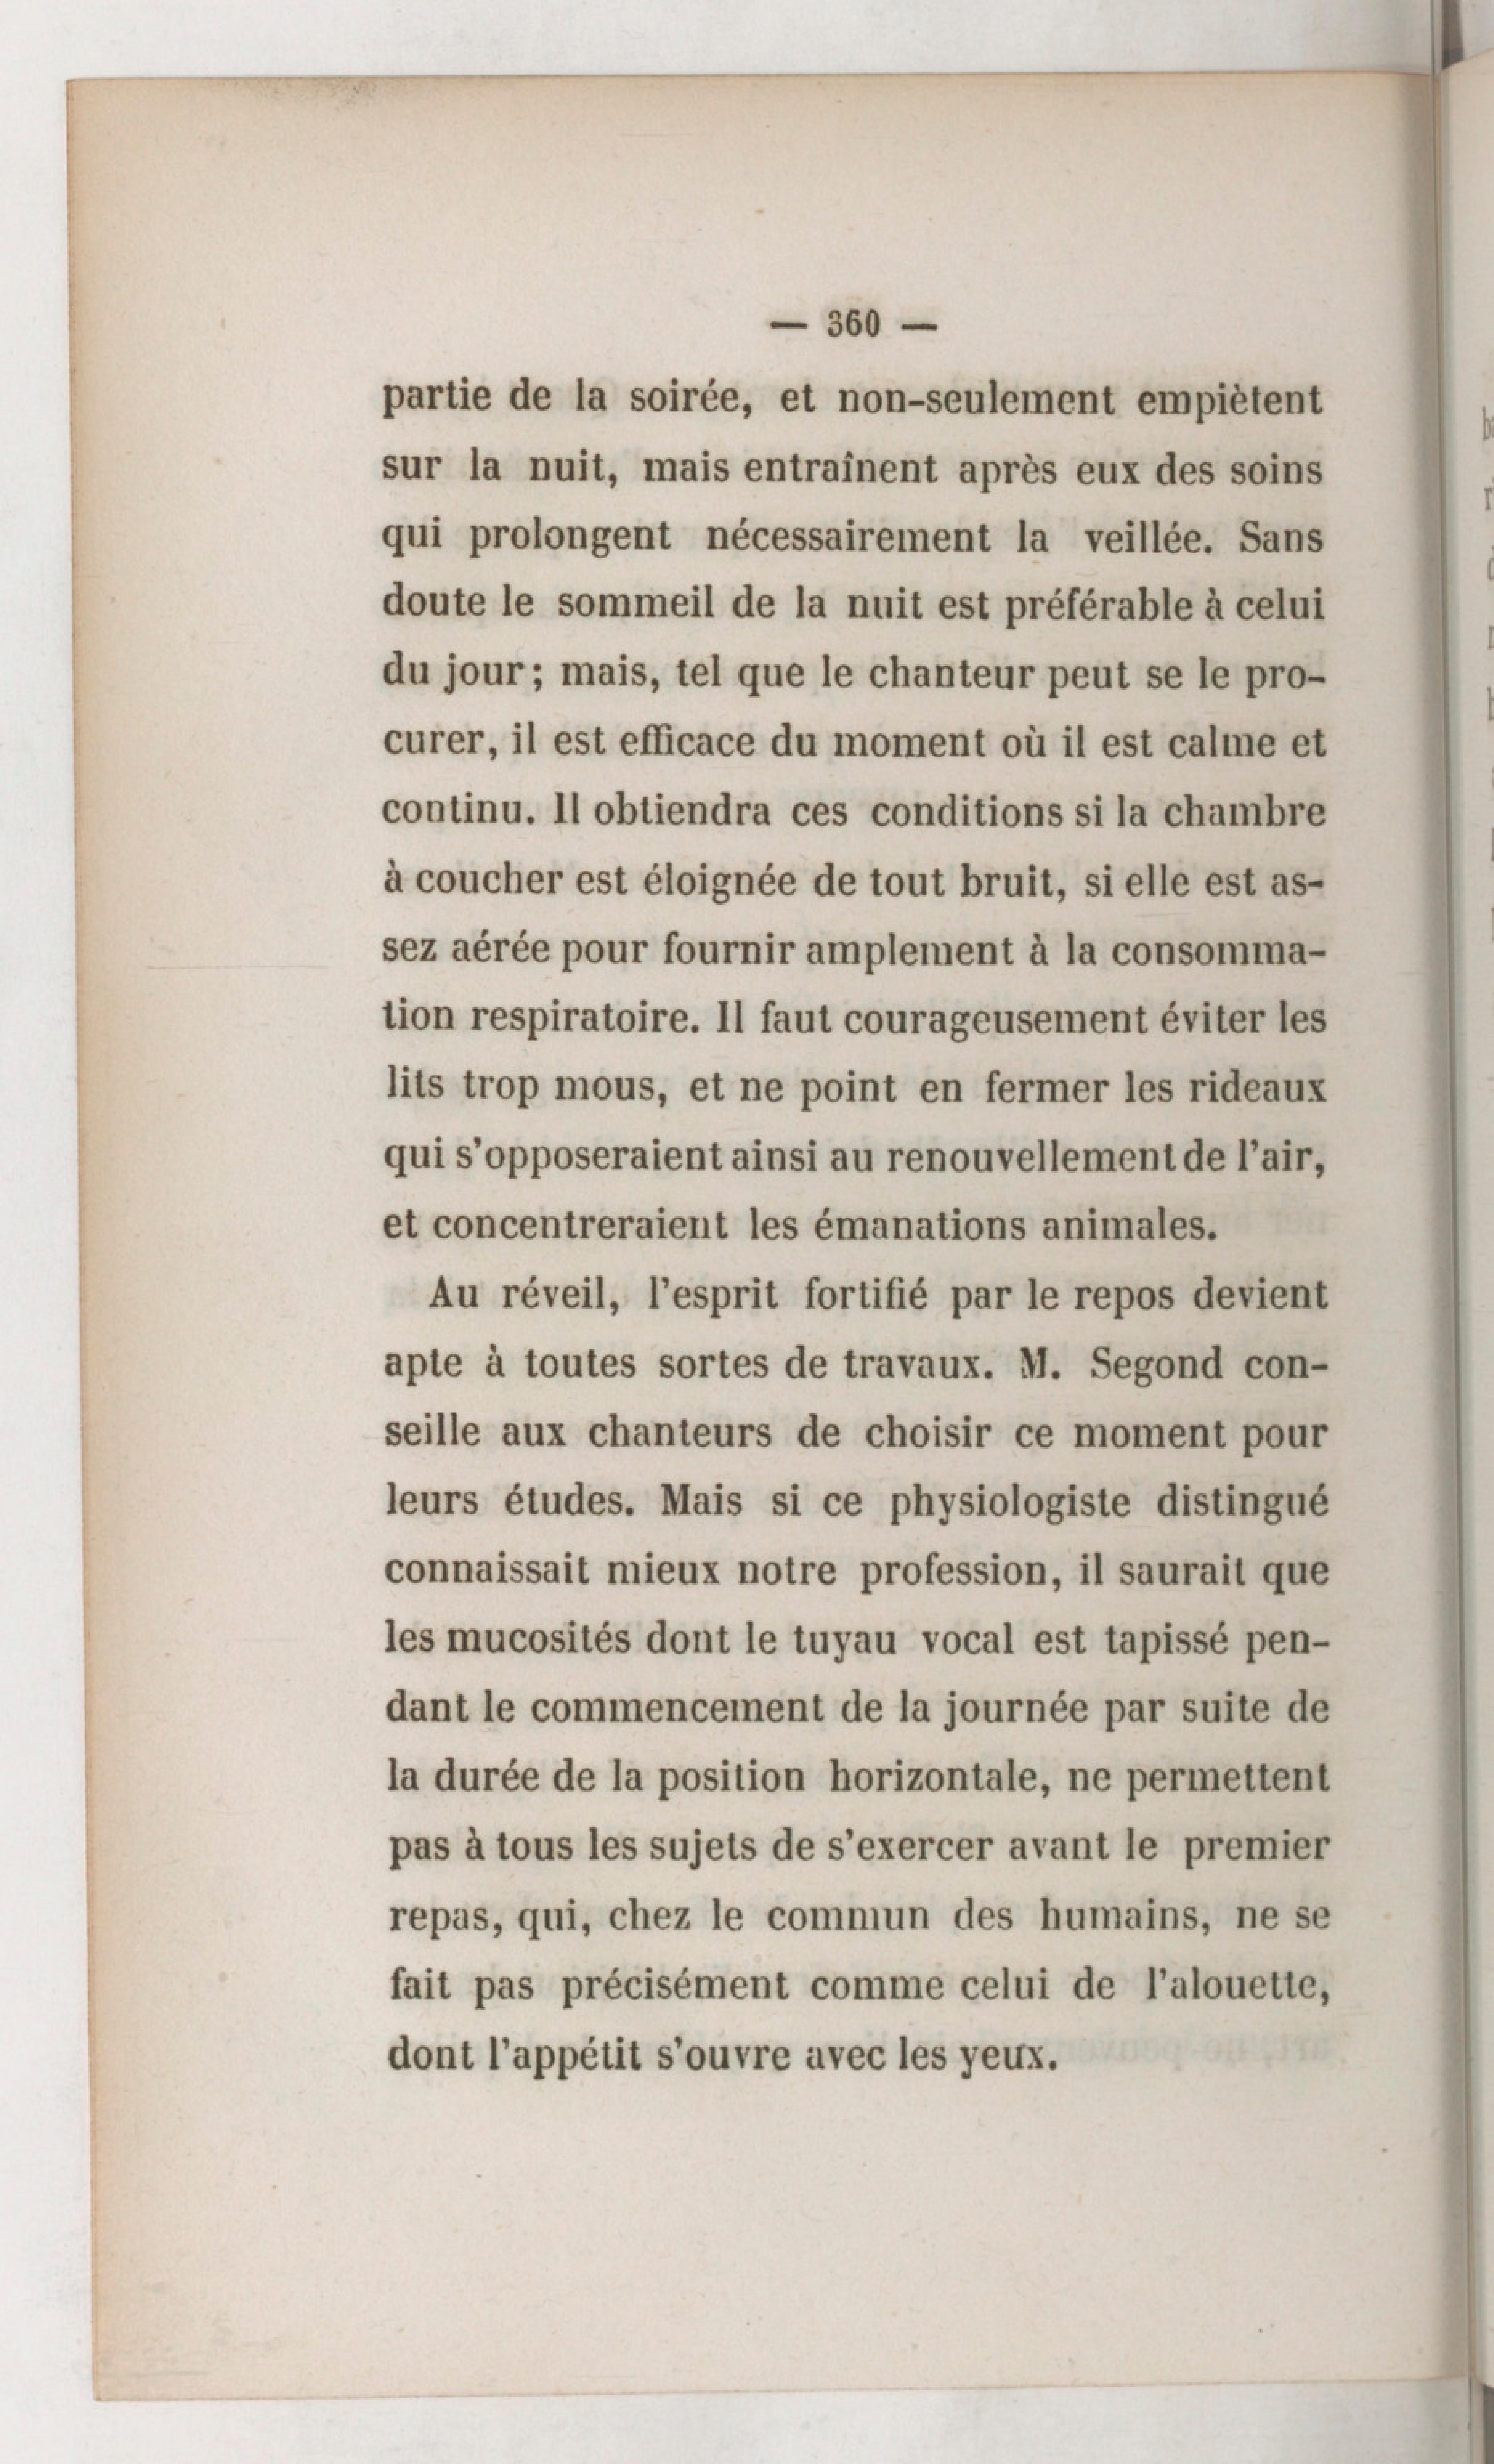 — 360 —
partie de la soirée, et non-seulement empiètent
sur la nuit, mais entraînent après eux des soins
qui prolongent nécessairement la veillée. Sans
doute le sommeil de la nuit est préférable à celui
du jour ; mais, tel que le chanteur peut se le pro-
curer, il est efficace du moment où il est calme et
continu. Il obtiendra ces conditions si la chambre
à coucher est éloignée de tout bruit, si elle est as-
sez aérée pour fournir amplement à la consomma-
tion respiratoire. Il faut courageusement éviter les
lits trop mous, et ne point en fermer les rideaux
qui s'opposeraient ainsi au renouvellement de l'air,
et concentreraient les émanations animales.
Au réveil, l'esprit fortifié par le repos devient
apte à toutes sortes de travaux. M. Segond con-
seille aux chanteurs de choisir ce moment pour
leurs études. Mais si ce physiologiste distingué
connaissait mieux notre profession, il saurait que
les mucosités dont le tuyau vocal est tapissé pen-
dant le commencement de la journée par suite de
la durée de la position horizontale, ne permettent
pas à tous les sujets de s'exercer avant le premier
repas, qui, chez le commun des humains, ne se
fait pas précisément comme celui de l'alouette,
dont l'appétit s'ouvre avec les yeux.